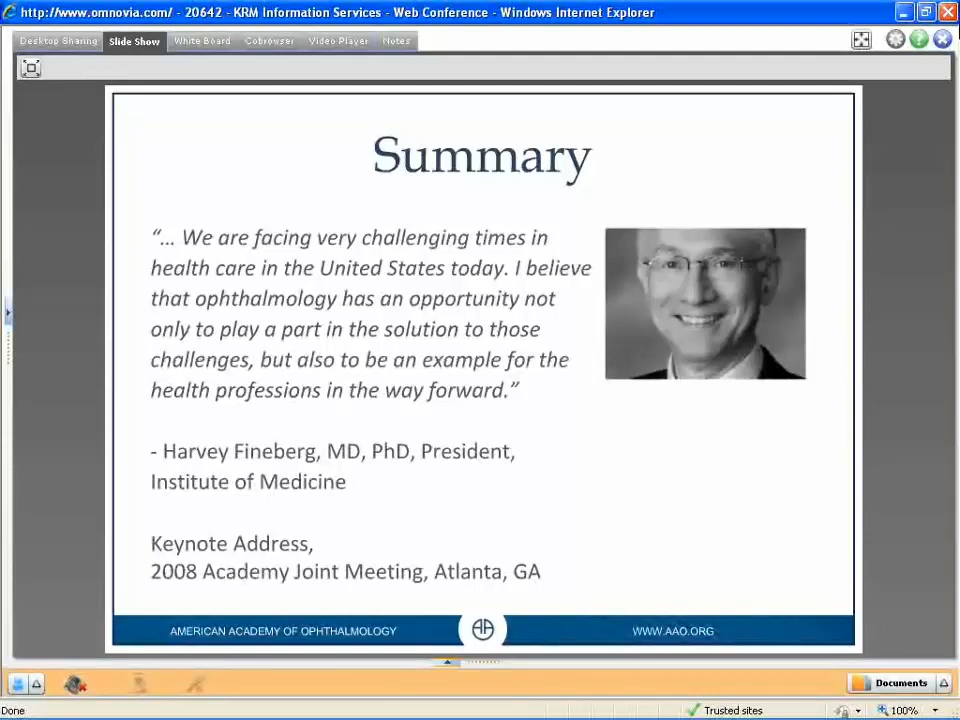 http://www.omnovia.com/ - 20642 - KRM Information Services - Web Conference - Windows Internet Explorer
Desktop Sharing Slide Show White Board Cobrowser Video Player Notes
Summary
“... We are facing very challenging times in
health care in the United States today. I believe
that ophthalmology has an opportunity not
only to play a part in the solution to those
challenges, but also to be an example for the
health professions in the way forward.”
- Harvey Fineberg, MD, PhD, President,
Institute of Medicine
Keynote Address,
2008 Academy Joint Meeting, Atlanta, GA
AMERICAN ACADEMY OF OPHTHALMOLOGY WWW.AAO.ORG
Documents
Done Trusted sites 100%